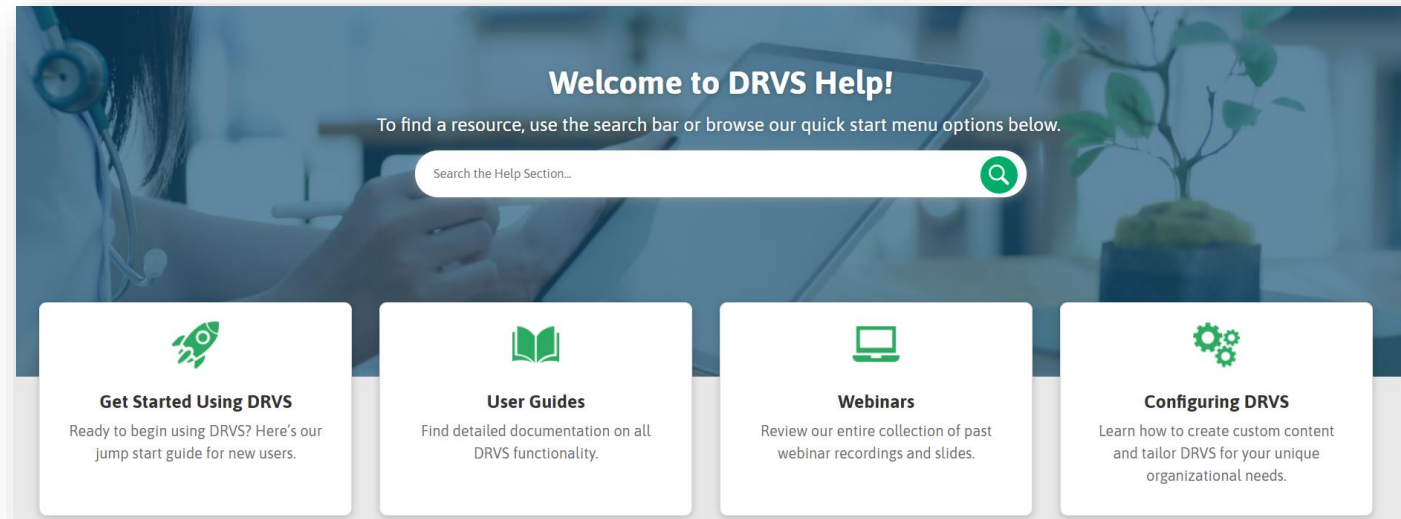 Welcome to DRVS Help!
To find a resource, use the search bar or browse our quick start menu options below.
Search the Help Section...
Get Started Using DRVS
Ready to begin using DRVS? Here's our
jump start guide for new users.
User Guides
Find detailed documentation on all
DRVS functionality.
Webinars
Review our entire collection of past
webinar recordings and slides.
Configuring DRVS
Learn how to create custom content
and tailor DRVS for your unique
organizational needs.